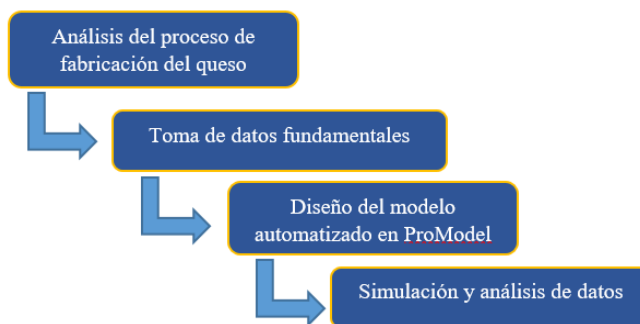 Análisis del proceso de
fabricación del queso
Toma de datos fundamentales
Diseño del modelo
automatizado en ProModel
Simulación y análisis de datos